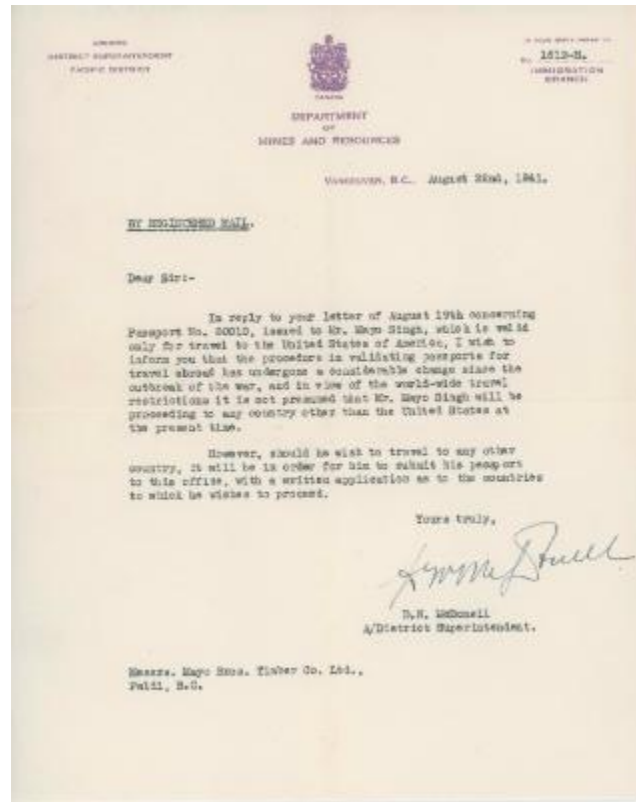 ADDRESS
DISTRICT SUPERINTENDENT
PACIFIC DISTRICT
No. 1612-M.
IMMIGRATION
BRANCH
CANADA
DEPARTMENT
OF
MINES AND RESOURCES
VANCOUVER, B.C., August 22nd, 1941.
BY REGISTERED MAIL.
Dear Sir:-
In reply to your letter of August 19th concerning
Passport No. 20010, issued to Mr. Mayo Singh, which is valid
only for travel to the United States of America, I wish to
inform you that the procedure in validating passports for
travel abroad has undergone a considerable change since the
outbreak of the war, and in view of the world-wide travel
restrictions it is not presumed that Mr. Mayo Singh will be
proceeding to any country other than the United States at
the present time.
However, should he wish to travel to any other
country, it will be in order for him to submit his passport
to this office, with a written application as to the countries
to which he wishes to proceed.
Yours truly,
McDonell
A/District Superintendent.
Messrs. Mayo Bros. Timber Co. Ltd.,
Paldi, B.C.